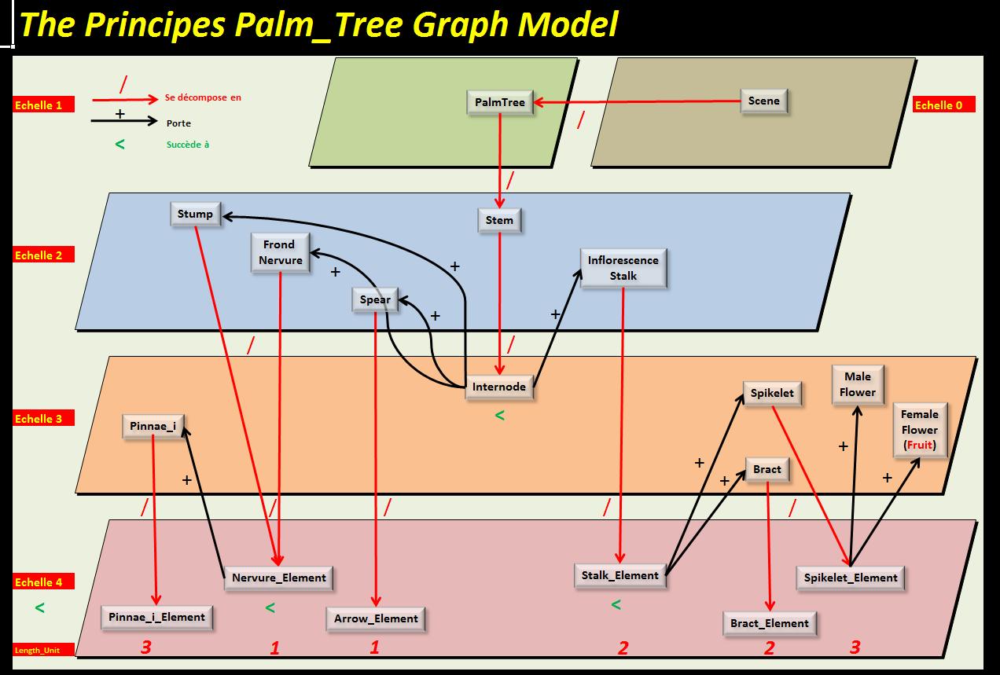 The Principes Palm_Tree Graph Model
/
Se décompose en
Echelle 1
+
Porte
<
Succède à
PalmTree
Scene
Echelle 0
/
/
Stump
Stem
Frond
Nervure
Echelle 2
Inflorescence
Stalk
+
+
Spear
+
+
/
/
Internode
<
Spikelet
Male
Flower
Female
Flower
(Fruit)
Echelle 3
Pinnae_i
+
+
Bract
+
+
+
/
/
/
/
/
Echelle 4
Nervure_Element
Stalk_Element
Spikelet_Element
<
<
<
Pinnae_i_Element
Arrow_Element
Bract_Element
Length_Unit
3
1
1
2
2
3